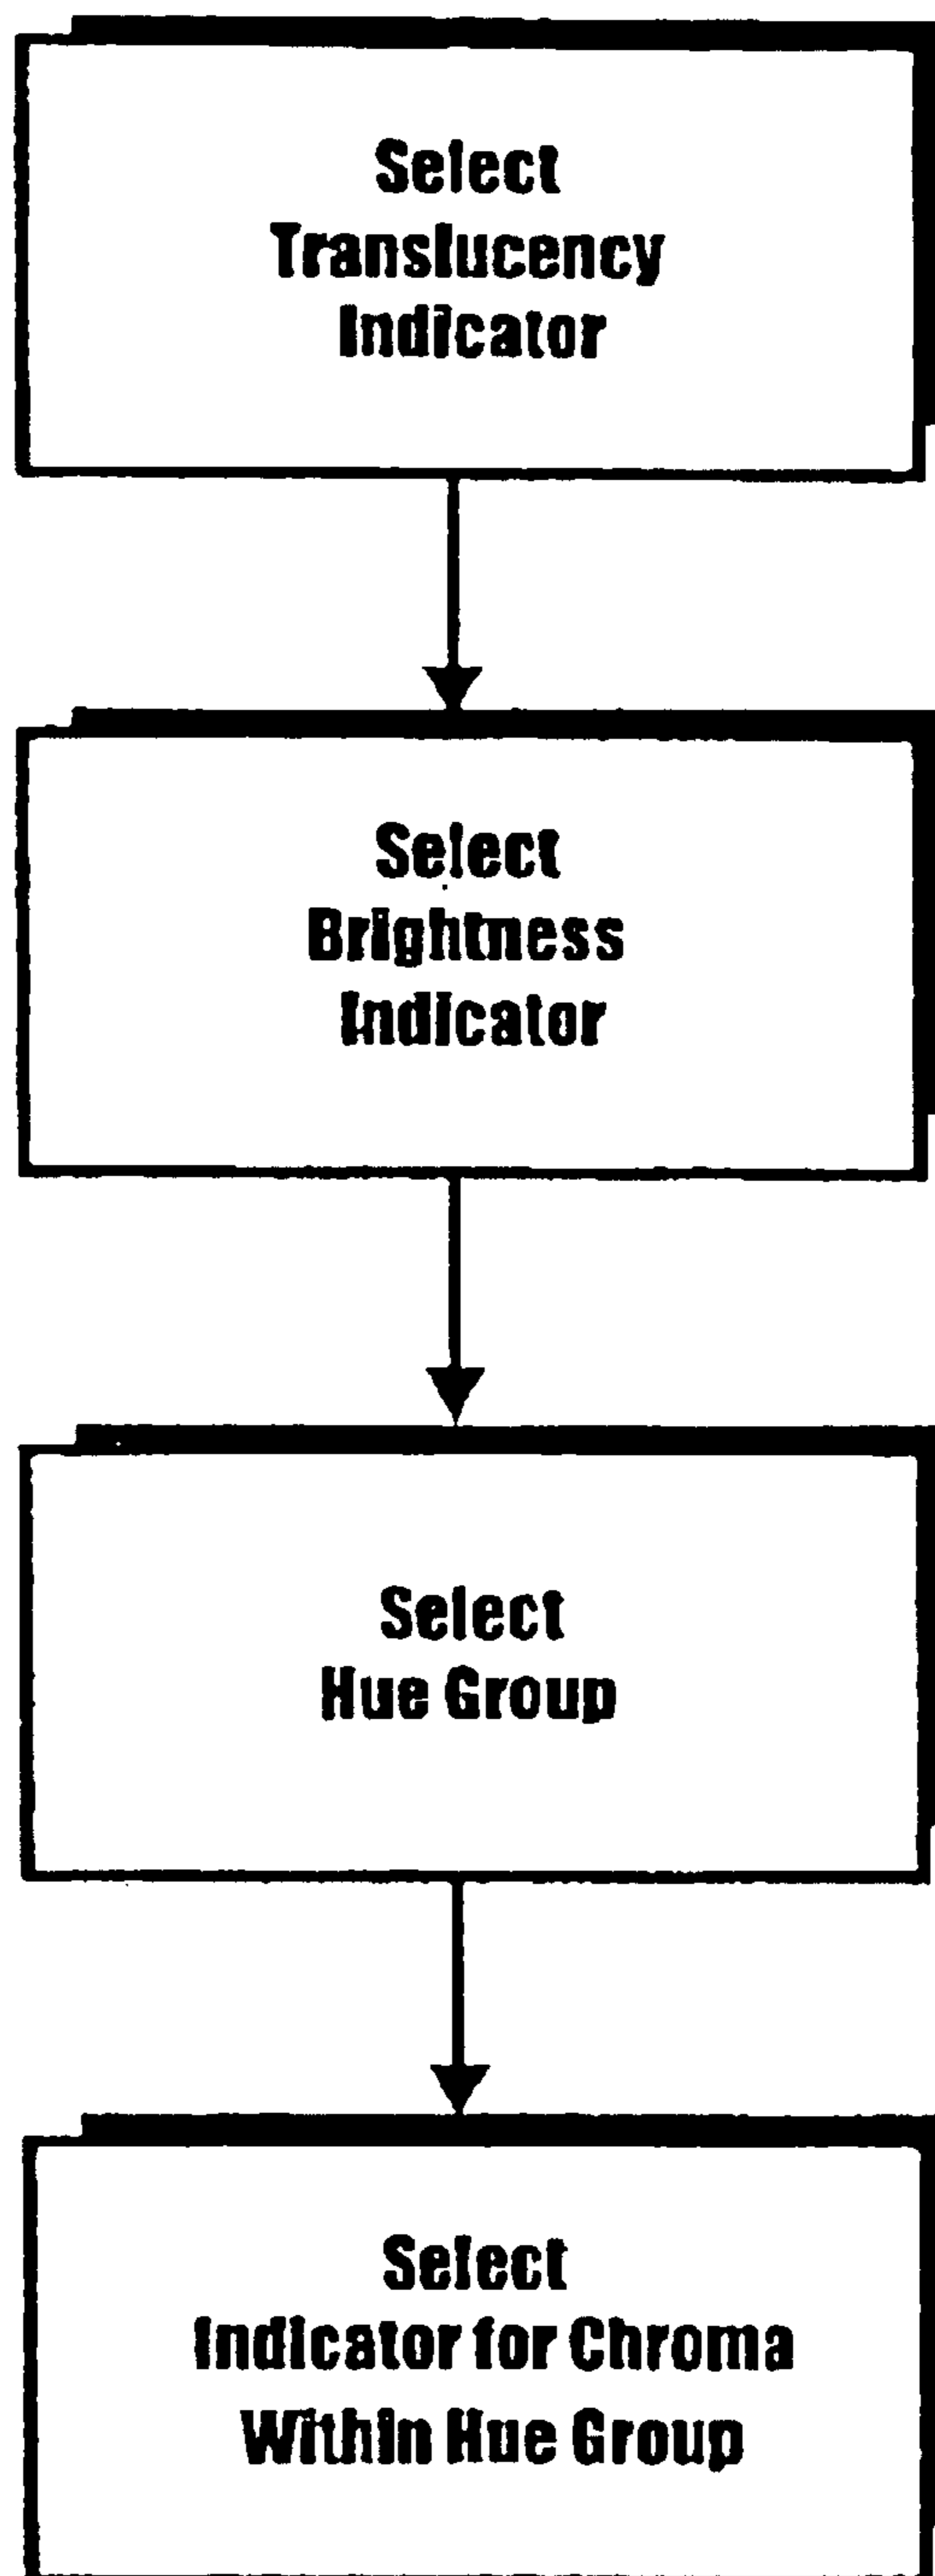 Select
Translucency
Indicator
Select
Brightness
Indicator
Select
Hue Group
Select
Indicator for Chroma
Within Hue Group